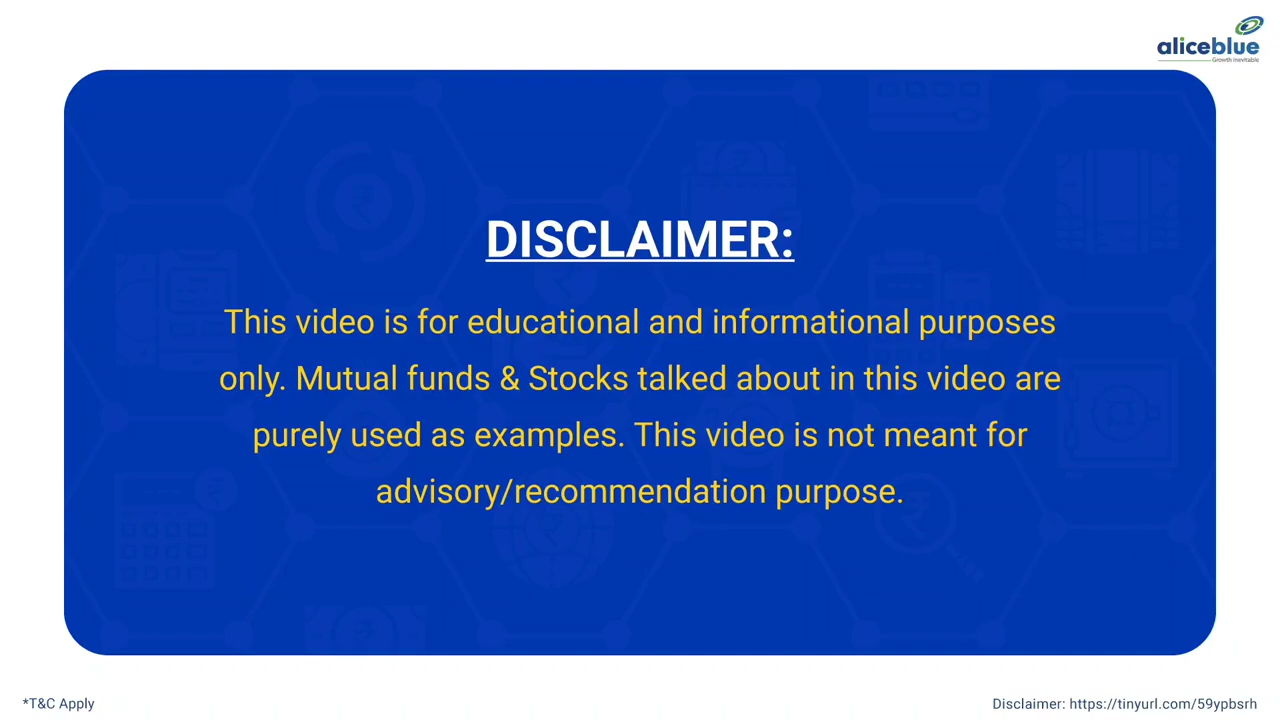 aliceblue
Growth inevitable
DISCLAIMER:
This video is for educational and informational purposes
only. Mutual funds & Stocks talked about in this video are
purely used as examples. This video is not meant for
advisory/recommendation purpose.
*T&C Apply
Disclaimer: https://tinyurl.com/59ypbsrh